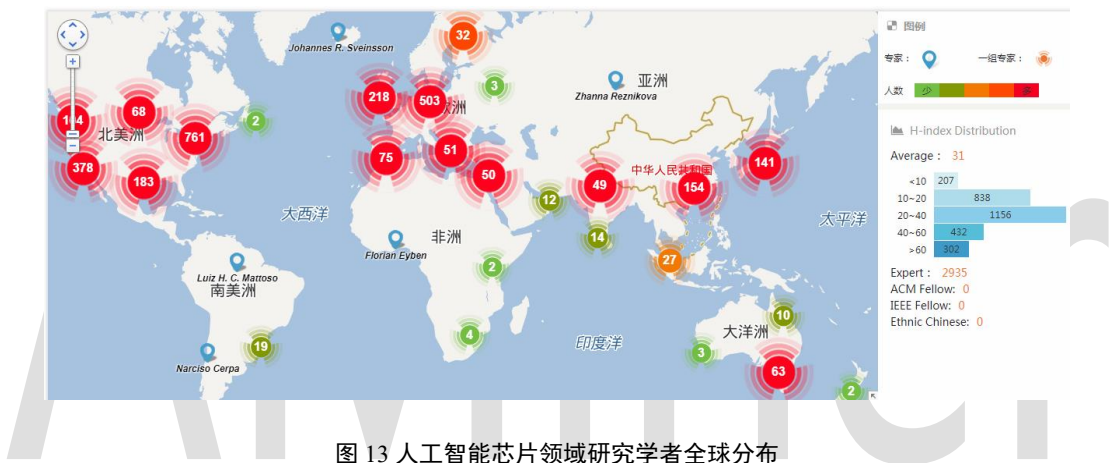 32
Johannes R. Sveinsson
亚洲
Zhanna Reznikova
3
218
503
68
2
北美洲
761
141
51
75
50
378
183
中华人民共和国
49
154
12
大西洋
太平洋
14
非洲
Florian Eyben
27
2
Luiz H. C. Mattoso
南美洲
10
4
大洋洲
印度洋
19
3
Narciso Cerpa
63
2
图例
专家： 一组专家：
人数 少 多
H-index Distribution
Average： 31
<10 207
10~20 838
20~40 1156
40~60 432
>60 302
Expert： 2935
ACM Fellow: 0
IEEE Fellow: 0
Ethnic Chinese: 0
图 13 人工智能芯片领域研究学者全球分布